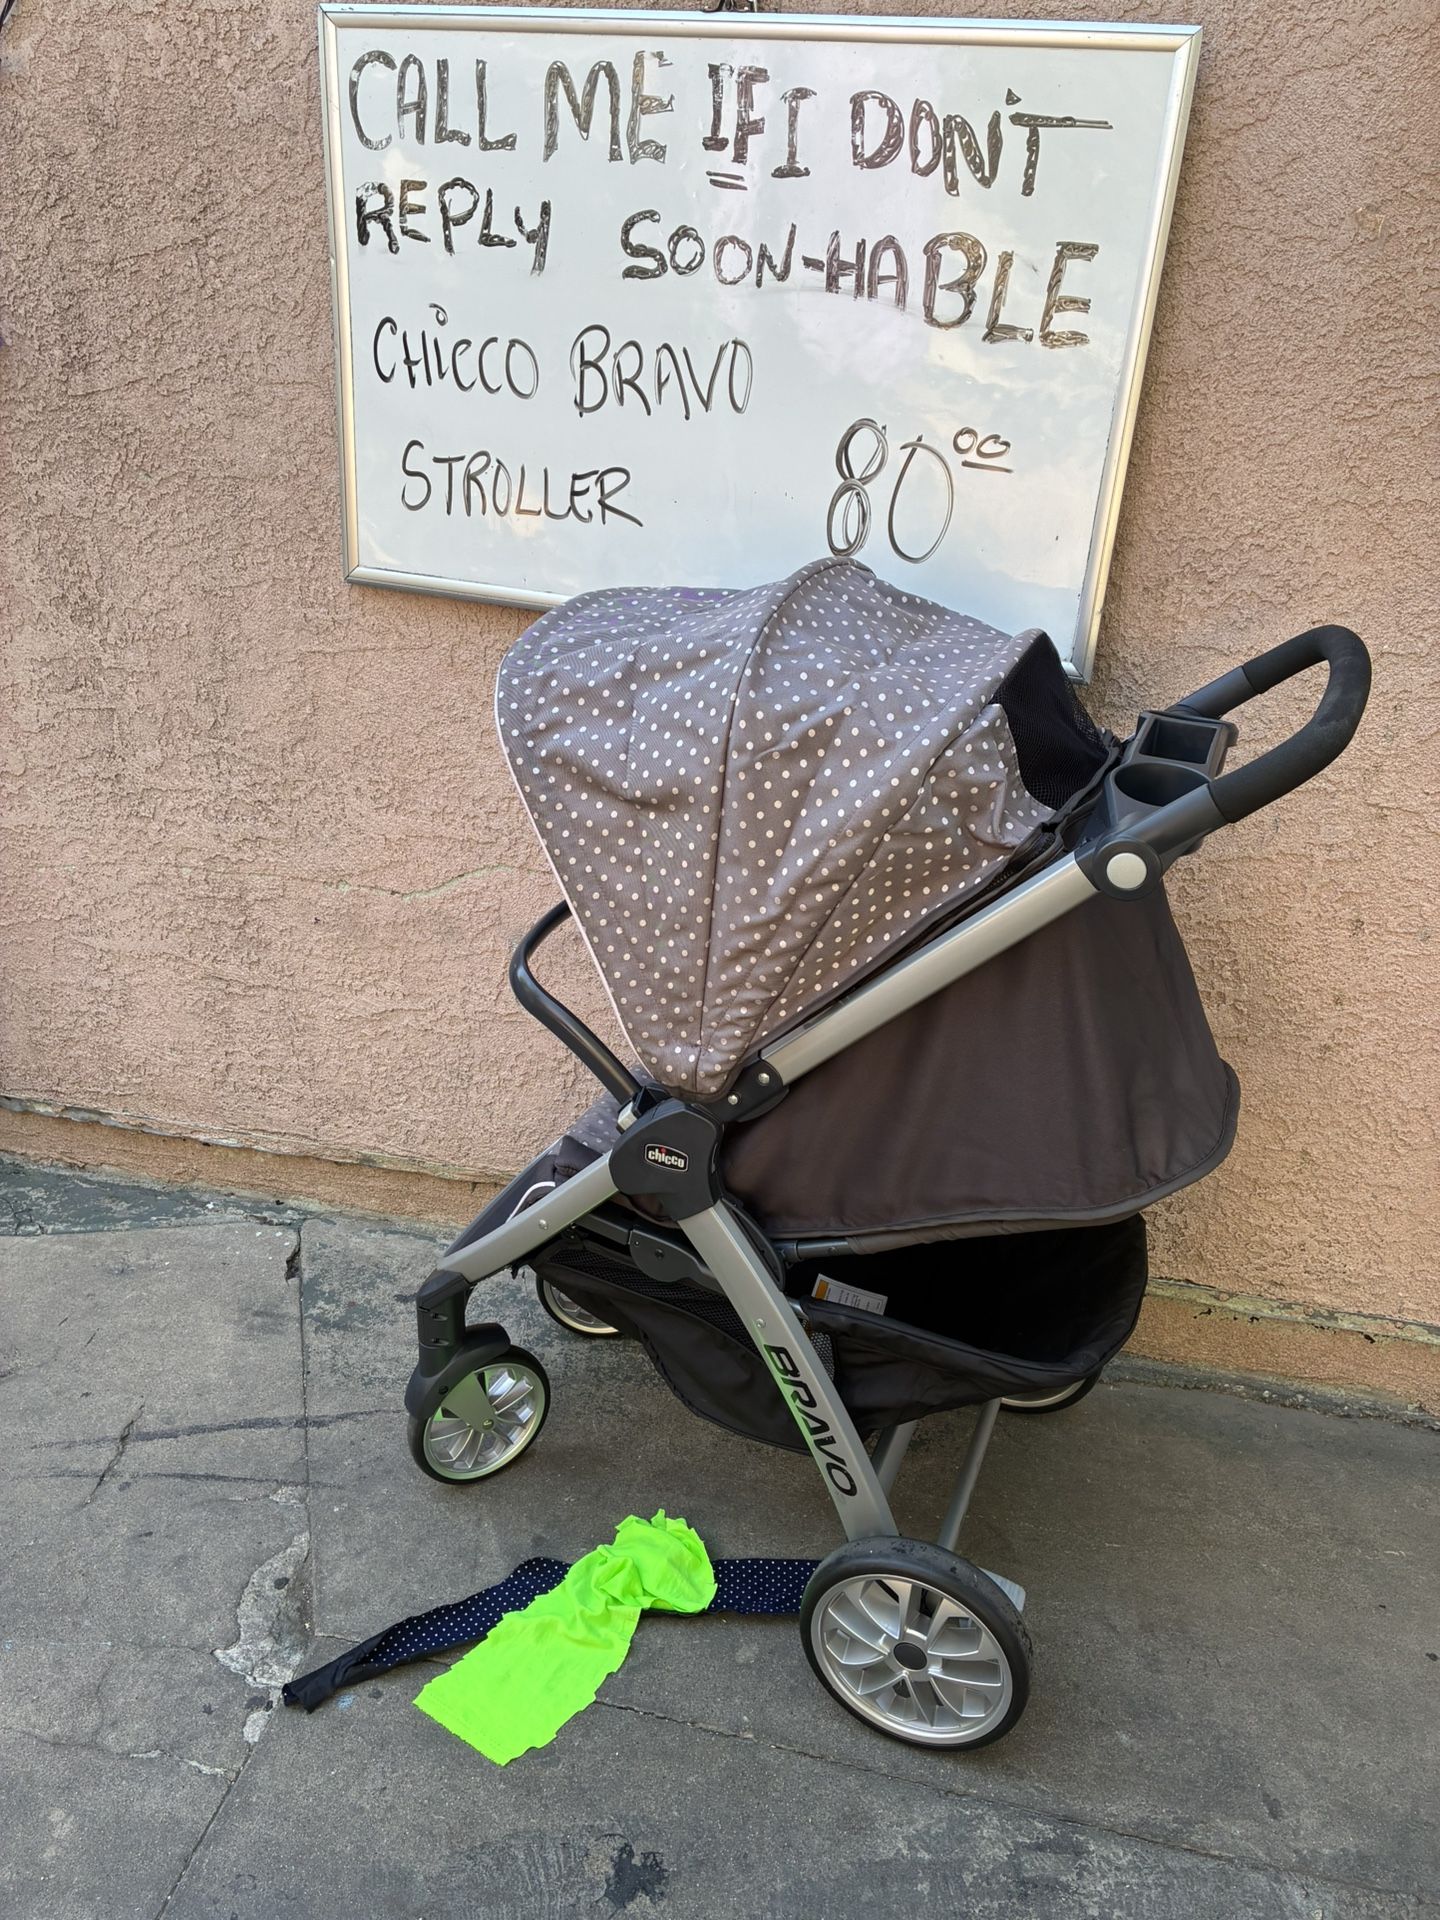 CALL ME IF I DON'T
REPLY SOON-HABLE
CHICCO BRAVO
STROLLER 80.00
chicco
BRAVO